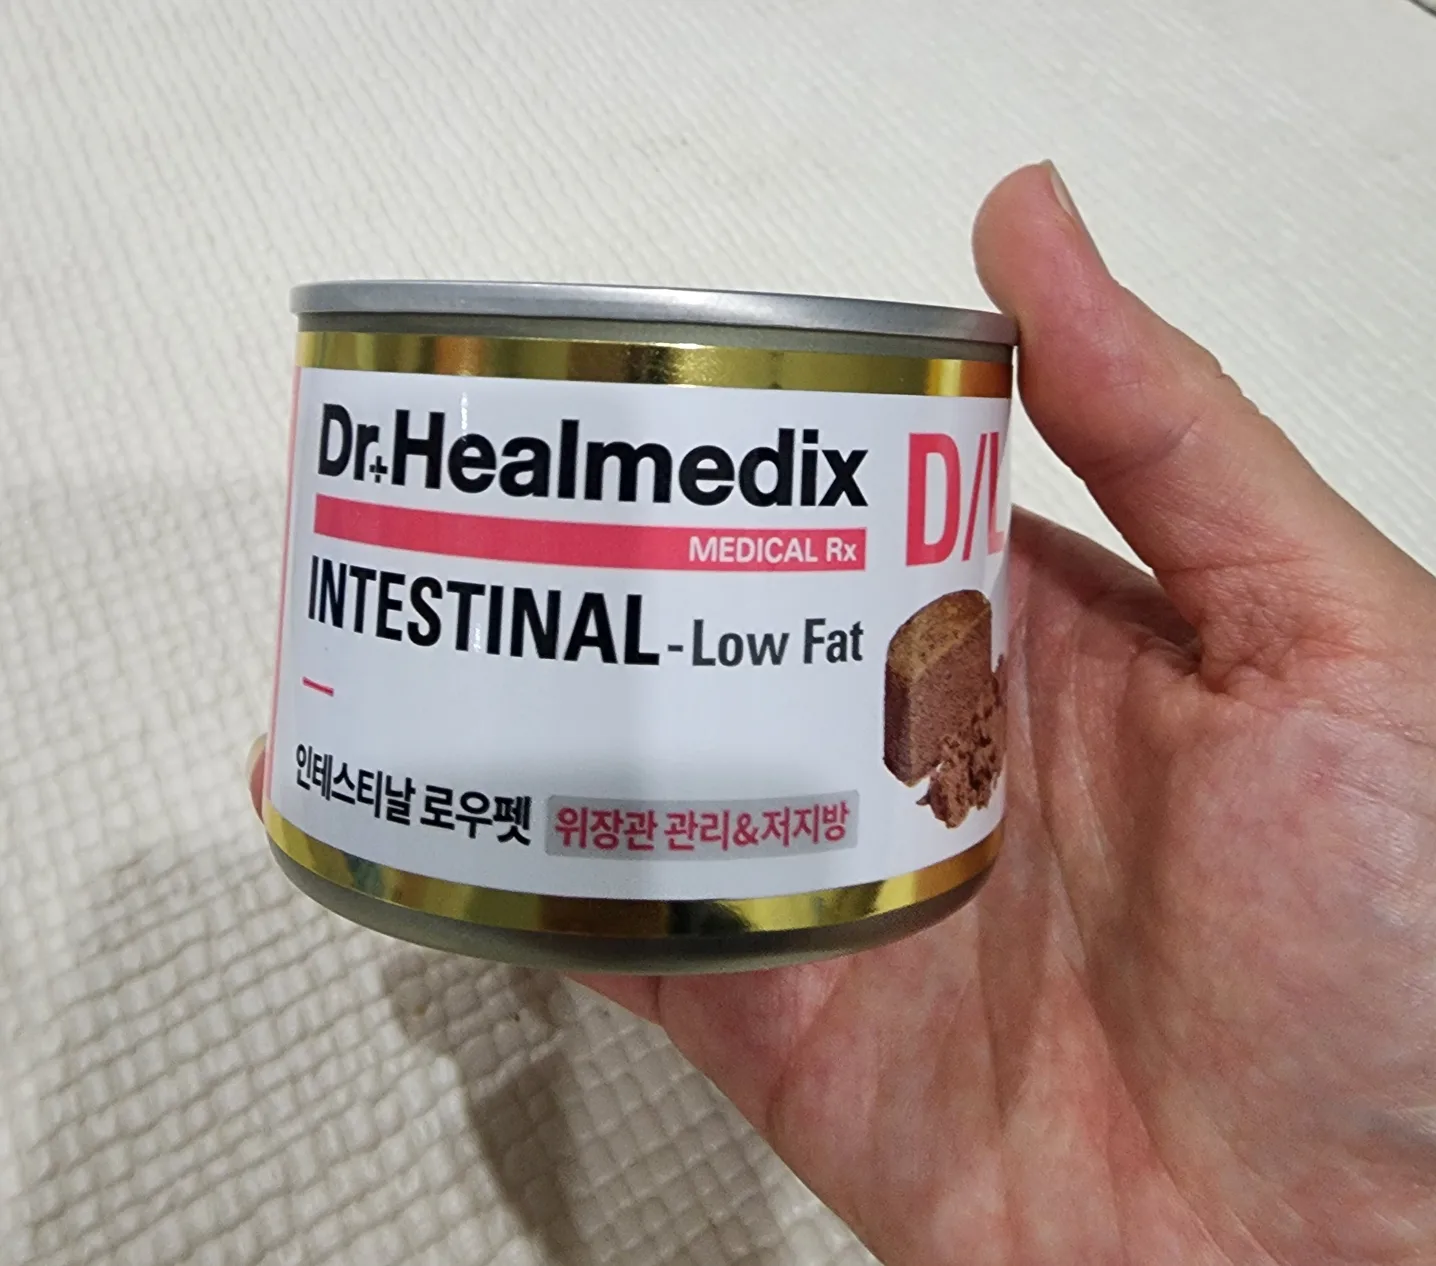 Dr.Healmedix
MEDICAL Rx
INTESTINAL-Low Fat
인테스티날 로우펫 위장관 관리&저지방